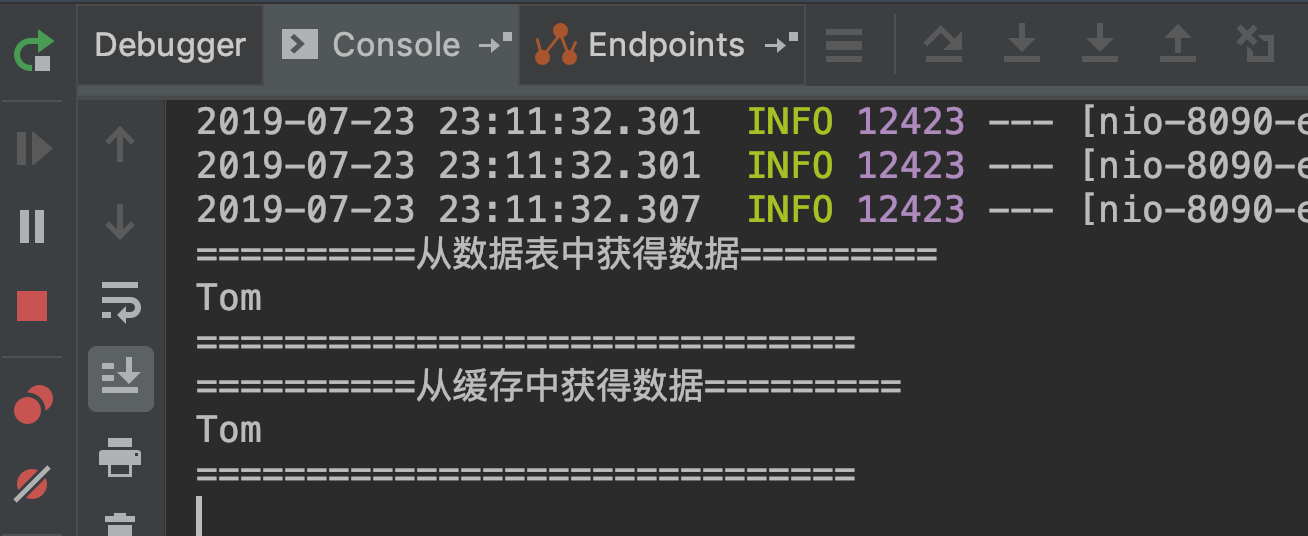 Debugger Console Endpoints
2019-07-23 23:11:32.301  INFO 12423 --- [nio-8090-e
2019-07-23 23:11:32.301  INFO 12423 --- [nio-8090-e
2019-07-23 23:11:32.307  INFO 12423 --- [nio-8090-e
==========从数据表中获得数据=========
Tom
==============================
==========从缓存中获得数据=========
Tom
==============================